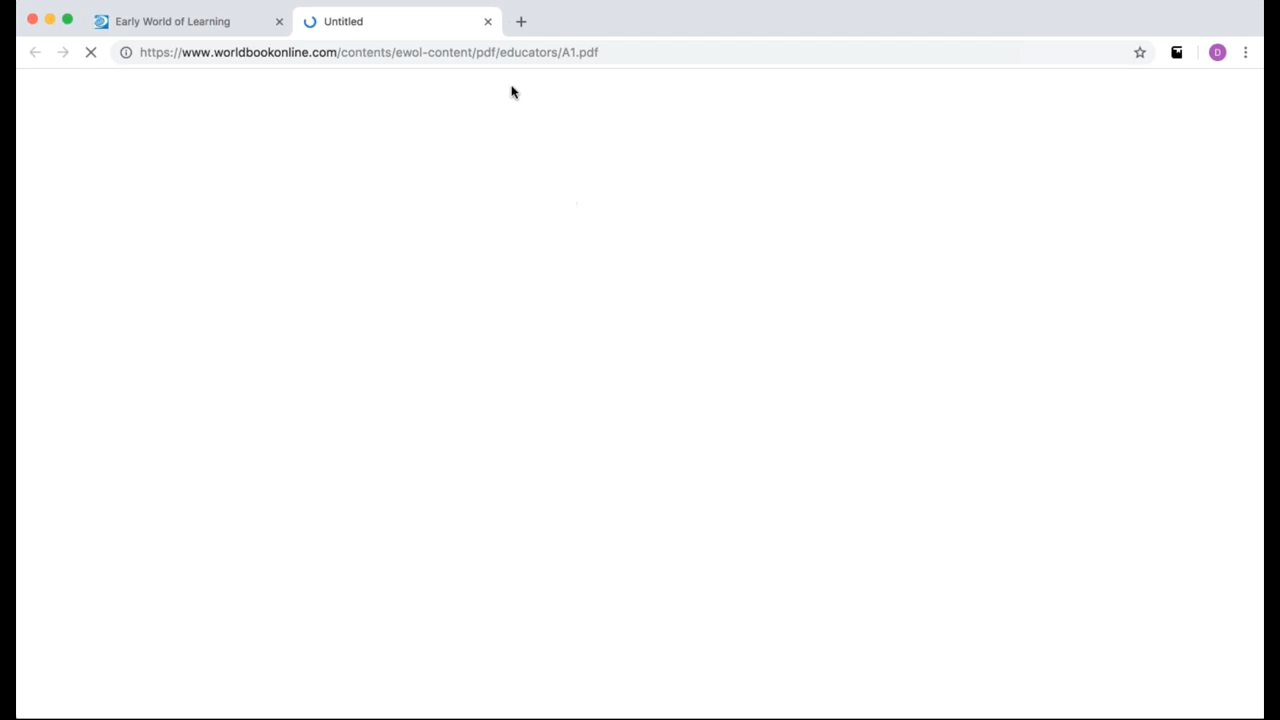 Early World of Learning
Untitled
https://www.worldbookonline.com/contents/ewol-content/pdf/educators/A1.pdf
D